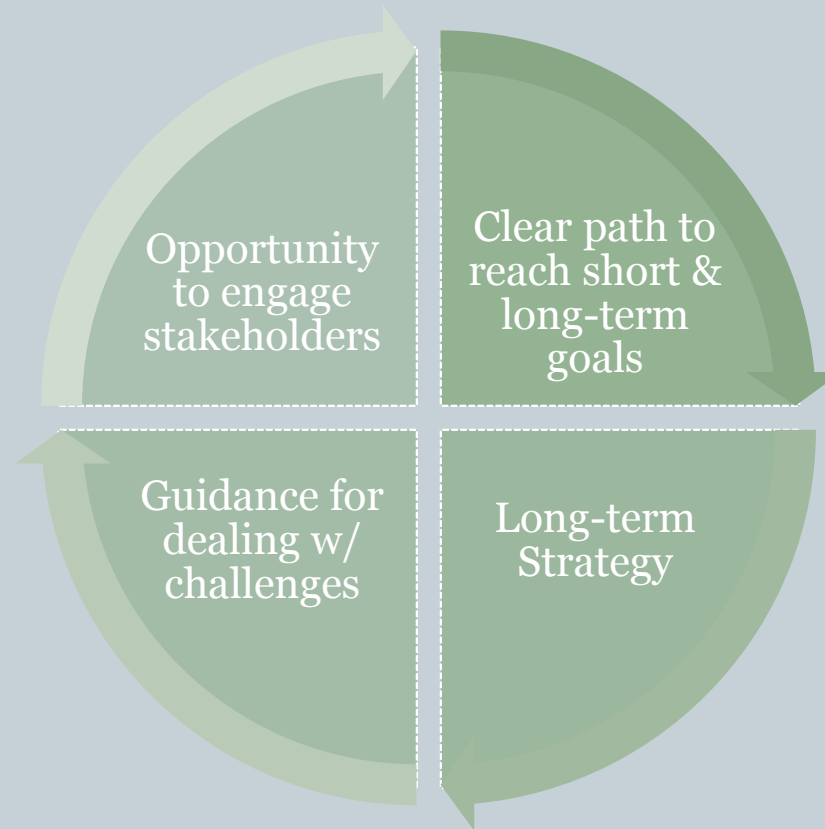 Opportunity
to engage
stakeholders
Clear path to
reach short &
long-term
goals
Guidance for
dealing w/
challenges
Long-term
Strategy